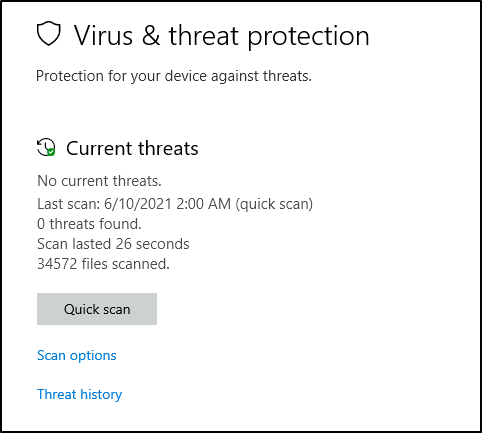 Virus & threat protection
Protection for your device against threats.
Current threats
No current threats.
Last scan: 6/10/2021 2:00 AM (quick scan)
0 threats found.
Scan lasted 26 seconds
34572 files scanned.
Quick scan
Scan options
Threat history